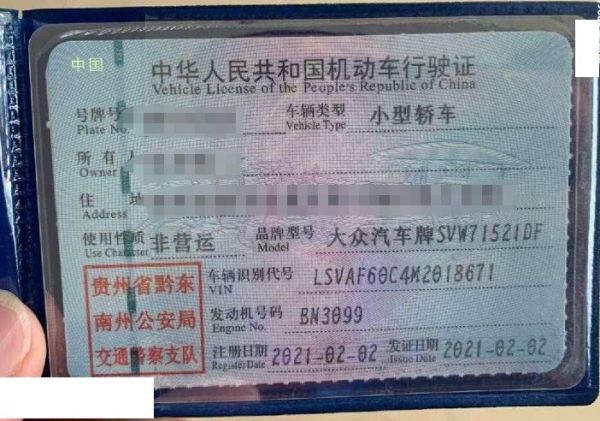 中国
中华人民共和国机动车行驶证
Vehicle License of the People's Republic of China
号牌号
Plate No.
车辆类型 小型轿车
Vehicle Type
所有人
Owner
住 址
Address
使用性质 非营运
Use Character
品牌型号 大众汽车牌SVW71521DF
Model
贵州省黔东
南州公安局
交通警察支队
车辆识别代号 LSVAF60C4M2018671
VIN
发动机号码 BN3099
Engine No.
注册日期 2021-02-02
Register Date
发证日期 2021-02-02
Issue Date